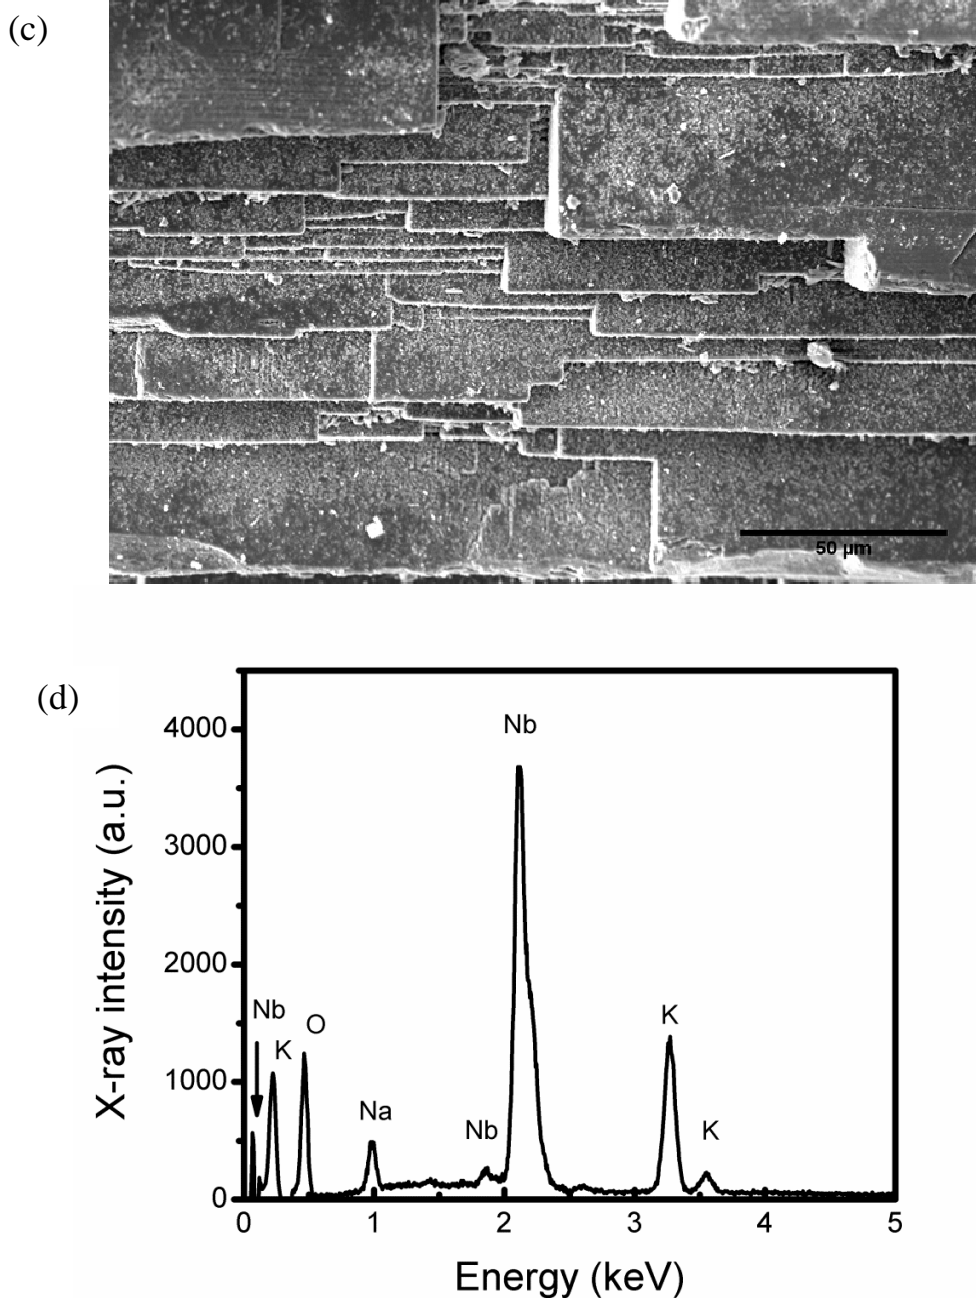 (c)
50 µm
(d)
4000
3000
2000
1000
0
X-ray intensity (a.u.)
Nb
K
O
Na
Nb
Nb
K
K
0
1
2
3
4
5
Energy (keV)